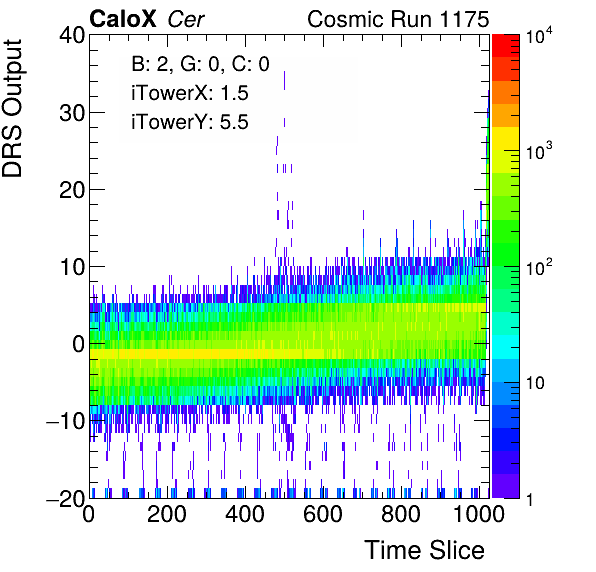 CaloX Cer Cosmic Run 1175
B: 2, G: 0, C: 0
iTowerX: 1.5
iTowerY: 5.5
DRS Output
40
30
20
10
0
−10
−20
0 200 400 600 800 1000
Time Slice
10⁴
10³
10²
10
1